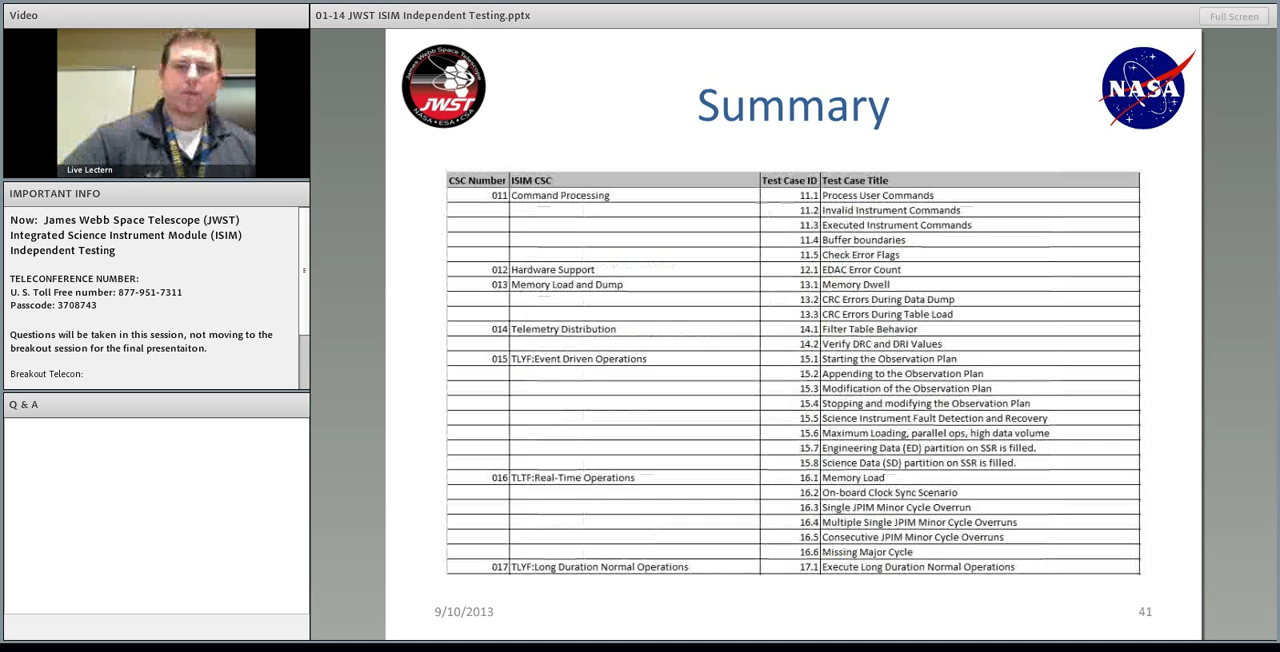 Video
01-14 JWST ISIM Independent Testing.pptx
Full Screen
Live Lectern
IMPORTANT INFO
Now: James Webb Space Telescope (JWST)
Integrated Science Instrument Module (ISIM)
Independent Testing
TELECONFERENCE NUMBER:
U. S. Toll Free number: 877-951-7311
Passcode: 3708743
Questions will be taken in this session, not moving to the
breakout session for the final presentaiton.
Breakout Telecon:
Q & A
James Webb Space Telescope
JWST
NASA • ESA • CSA
NASA
Summary
CSC Number ISIM CSC Test Case ID Test Case Title
011 Command Processing 11.1 Process User Commands
11.2 Invalid Instrument Commands
11.3 Executed Instrument Commands
11.4 Buffer boundaries
11.5 Check Error Flags
012 Hardware Support 12.1 EDAC Error Count
013 Memory Load and Dump 13.1 Memory Dwell
13.2 CRC Errors During Data Dump
13.3 CRC Errors During Table Load
014 Telemetry Distribution 14.1 Filter Table Behavior
14.2 Verify DRC and DRI Values
015 TLYF:Event Driven Operations 15.1 Starting the Observation Plan
15.2 Appending to the Observation Plan
15.3 Modification of the Observation Plan
15.4 Stopping and modifying the Observation Plan
15.5 Science Instrument Fault Detection and Recovery
15.6 Maximum Loading, parallel ops, high data volume
15.7 Engineering Data (ED) partition on SSR is filled.
15.8 Science Data (SD) partition on SSR is filled.
016 TLTF:Real-Time Operations 16.1 Memory Load
16.2 On-board Clock Sync Scenario
16.3 Single JPIM Minor Cycle Overrun
16.4 Multiple Single JPIM Minor Cycle Overruns
16.5 Consecutive JPIM Minor Cycle Overruns
16.6 Missing Major Cycle
017 TLYF:Long Duration Normal Operations 17.1 Execute Long Duration Normal Operations
9/10/2013
41